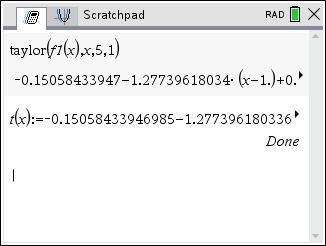 Scratchpad RAD
taylor(f1(x),x,5,1)
-0.15058433947-1.27739618034·(x-1.)+0.
t(x):=-0.15058433946985-1.277396180336
Done